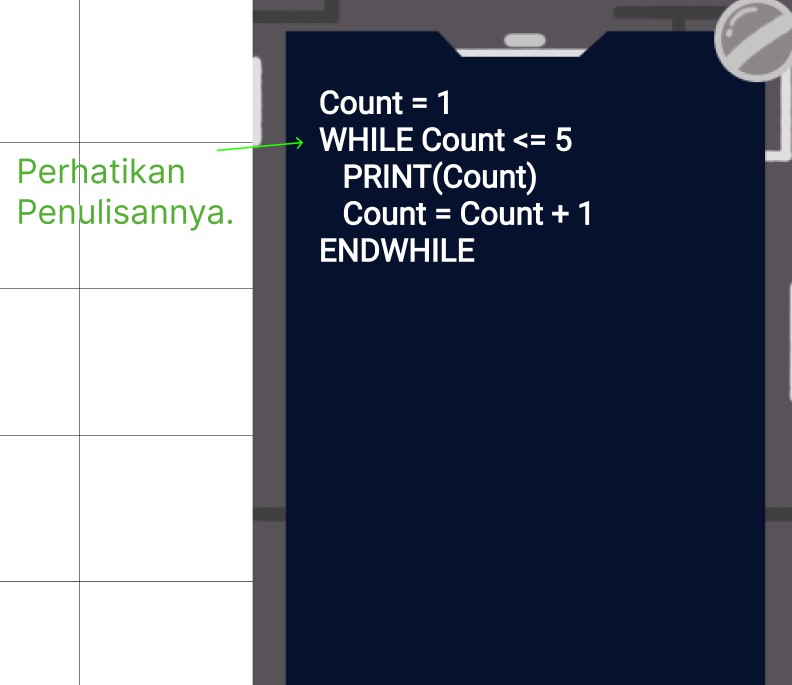 Count = 1
WHILE Count <= 5
PRINT(Count)
Count = Count + 1
ENDWHILE
Perhatikan
Penulisannya.